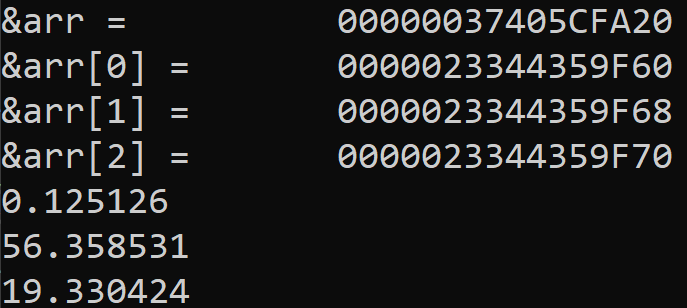 &arr =          00000037405CFA20
&arr[0] =       0000023344359F60
&arr[1] =       0000023344359F68
&arr[2] =       0000023344359F70
0.125126
56.358531
19.330424